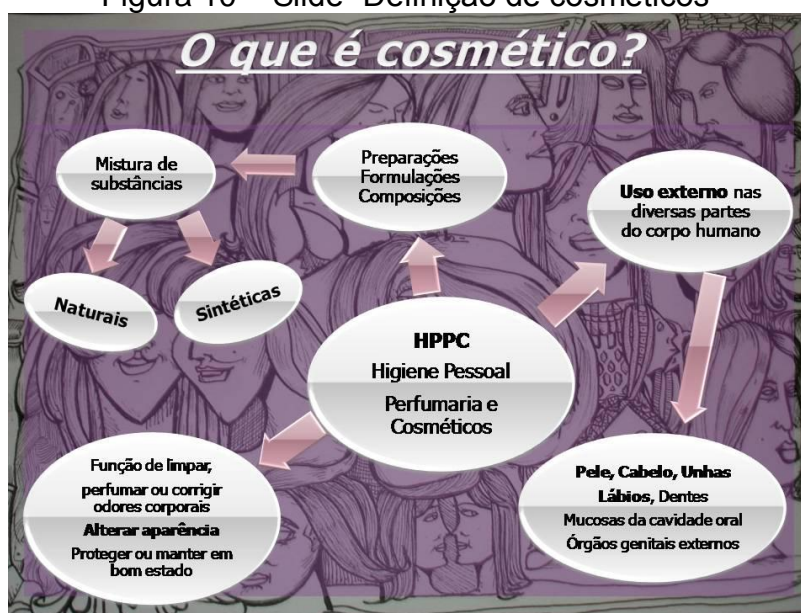 Figura 10 – Slide "Definição de cosméticos"
O que é cosmético?
Mistura de
substâncias
Preparações
Formulações
Composições
Uso externo nas
diversas partes
do corpo humano
Naturais
Sintéticas
HPPC
Higiene Pessoal
Perfumaria e
Cosméticos
Função de limpar,
perfumar ou corrigir
odores corporais
Alterar aparência
Proteger ou manter em
bom estado
Pele, Cabelo, Unhas
Lábios, Dentes
Mucosas da cavidade oral
Órgãos genitais externos